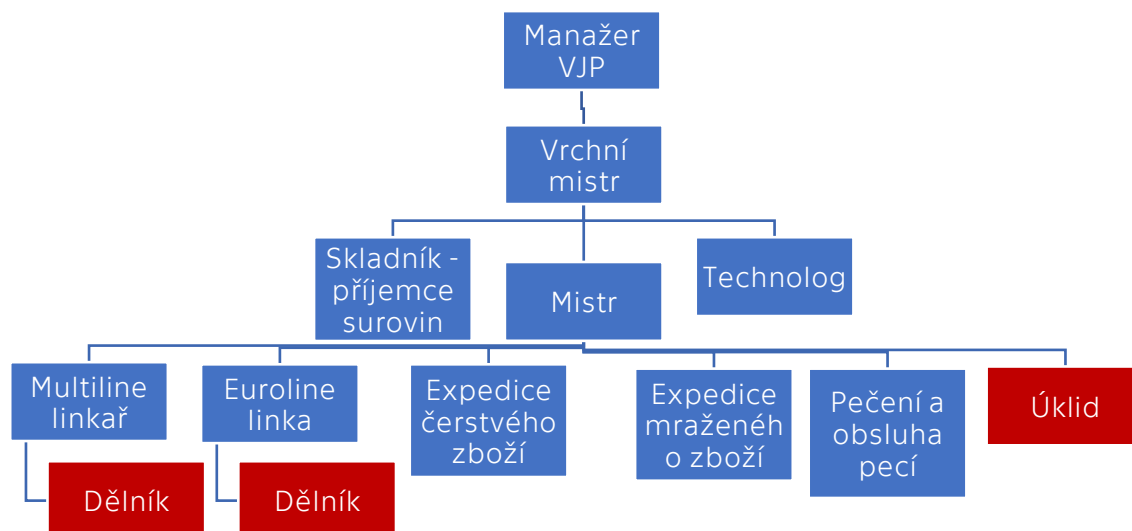 Manažer
VJP
Vrchní
mistr
Skladník -
příjemce
surovin
Mistr
Technolog
Multiline
linkař
Euroline
linka
Expedice
čerstvého
zboží
Expedice
mraženéh
o zboží
Pečení a
obsluha
pecí
Úklid
Dělník
Dělník